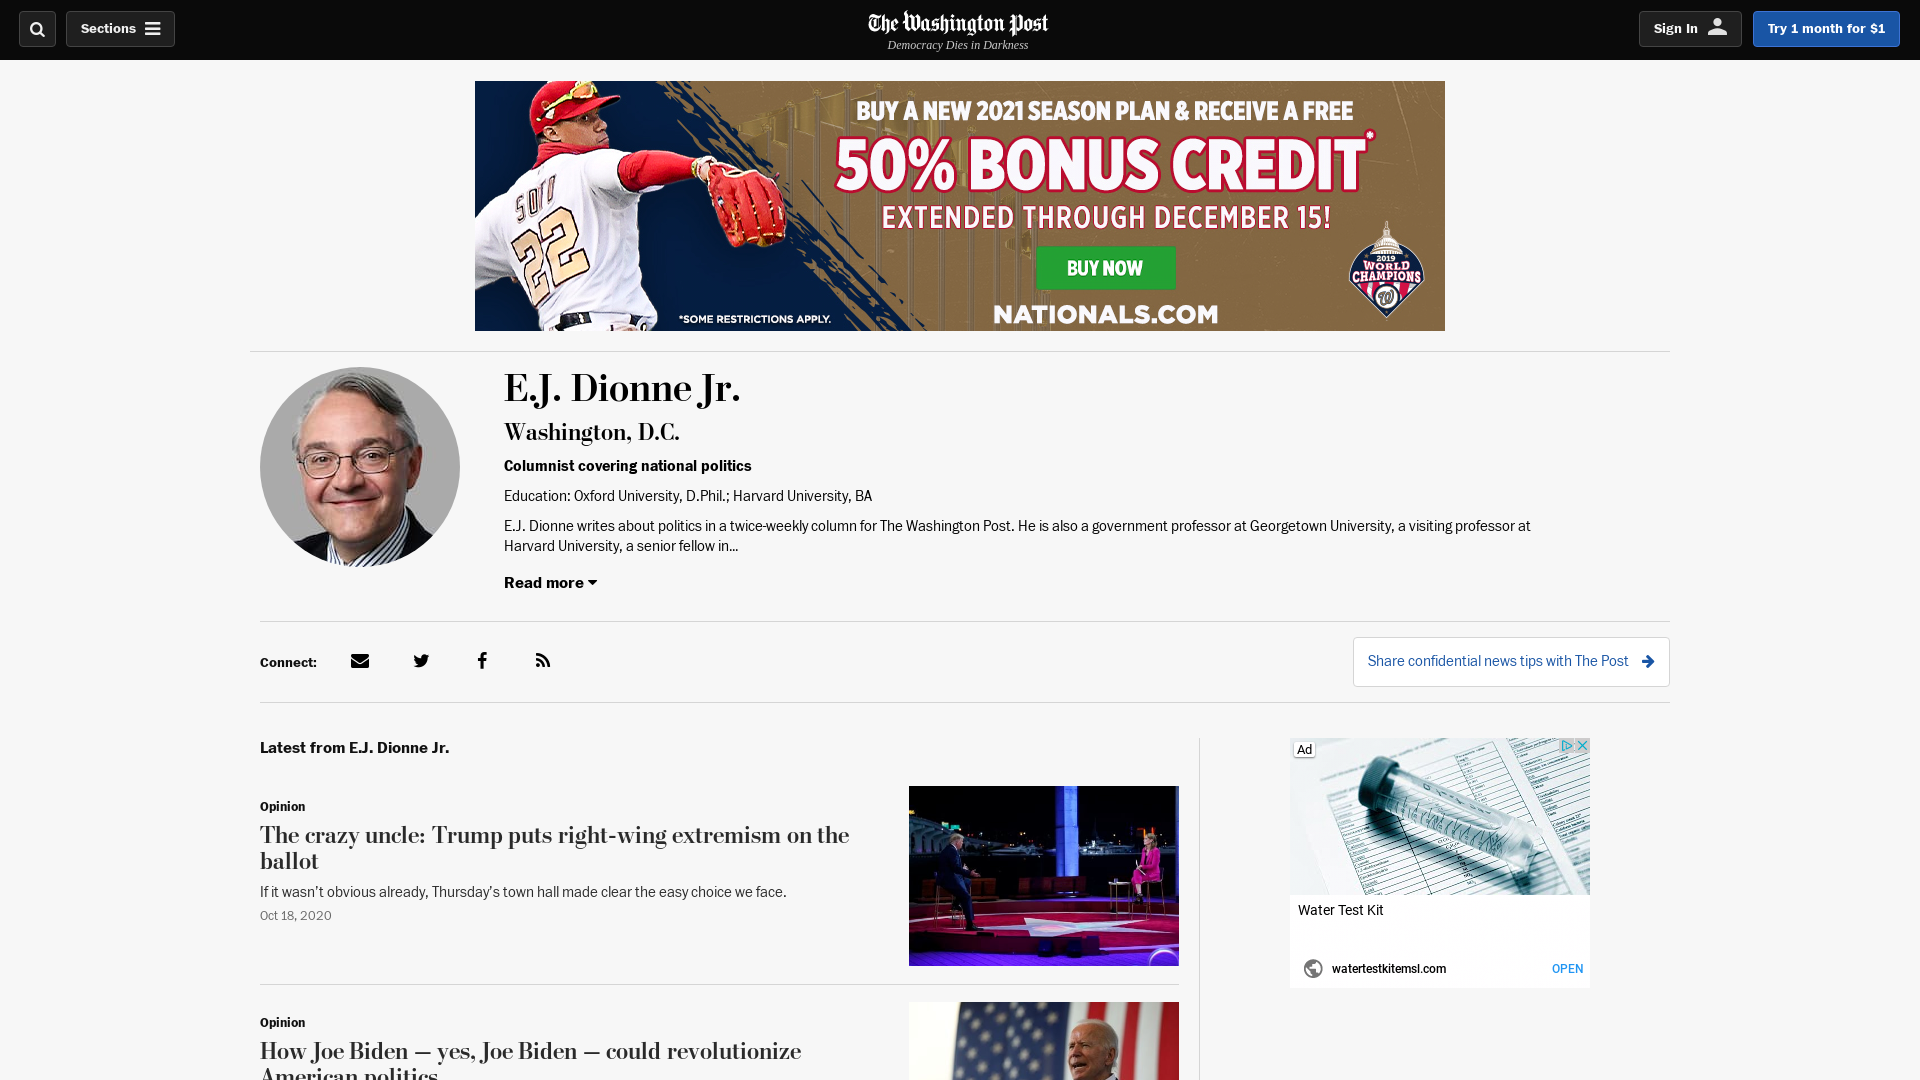 Sections
The Washington Post
Democracy Dies in Darkness
Sign In
Try 1 month for $1
BUY A NEW 2021 SEASON PLAN & RECEIVE A FREE
50% BONUS CREDIT*
EXTENDED THROUGH DECEMBER 15!
BUY NOW
NATIONALS.COM
*SOME RESTRICTIONS APPLY.
SOTO
22
2019
WORLD
CHAMPIONS
W
E.J. Dionne Jr.
Washington, D.C.
Columnist covering national politics
Education: Oxford University, D.Phil.; Harvard University, BA
E.J. Dionne writes about politics in a twice-weekly column for The Washington Post. He is also a government professor at Georgetown University, a visiting professor at
Harvard University, a senior fellow in...
Read more
Connect:
Share confidential news tips with The Post
Latest from E.J. Dionne Jr.
Opinion
The crazy uncle: Trump puts right-wing extremism on the
ballot
If it wasn’t obvious already, Thursday’s town hall made clear the easy choice we face.
Oct 18, 2020
Opinion
How Joe Biden — yes, Joe Biden — could revolutionize
American politics
Ad
Water Test Kit
watertestkitemsl.com
OPEN